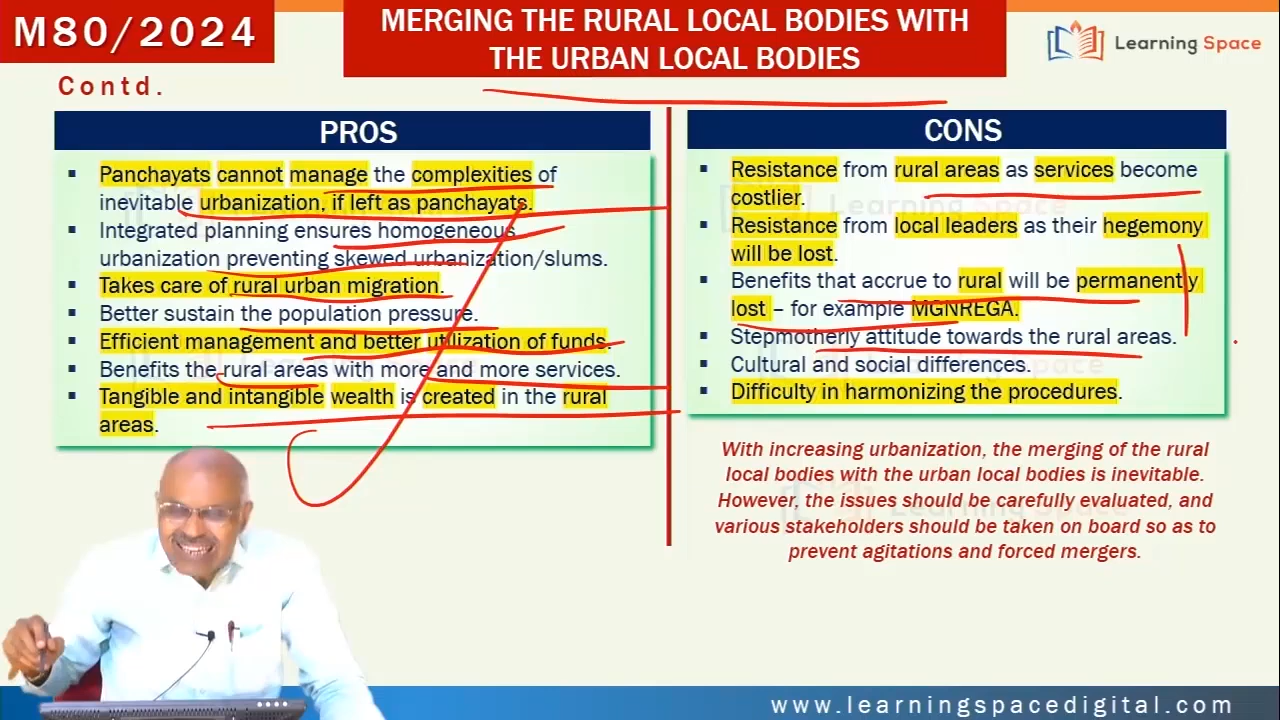 M80/2024
MERGING THE RURAL LOCAL BODIES WITH
THE URBAN LOCAL BODIES
Learning Space
Contd.
PROS
▪ Panchayats cannot manage the complexities of
inevitable urbanization, if left as panchayats.
▪ Integrated planning ensures homogeneous
urbanization preventing skewed urbanization/slums.
▪ Takes care of rural urban migration.
▪ Better sustain the population pressure.
▪ Efficient management and better utilization of funds.
▪ Benefits the rural areas with more and more services.
▪ Tangible and intangible wealth is created in the rural
areas.
CONS
▪ Resistance from rural areas as services become
costlier.
▪ Resistance from local leaders as their hegemony
will be lost.
▪ Benefits that accrue to rural will be permanently
lost – for example MGNREGA.
▪ Stepmotherly attitude towards the rural areas.
▪ Cultural and social differences.
▪ Difficulty in harmonizing the procedures.
With increasing urbanization, the merging of the rural
local bodies with the urban local bodies is inevitable.
However, the issues should be carefully evaluated, and
various stakeholders should be taken on board so as to
prevent agitations and forced mergers.
www.learningspacedigital.com